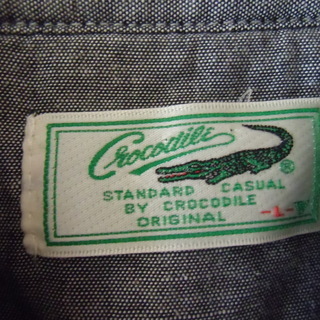 Crocodile
®
STANDARD CASUAL
BY CROCODILE
ORIGINAL